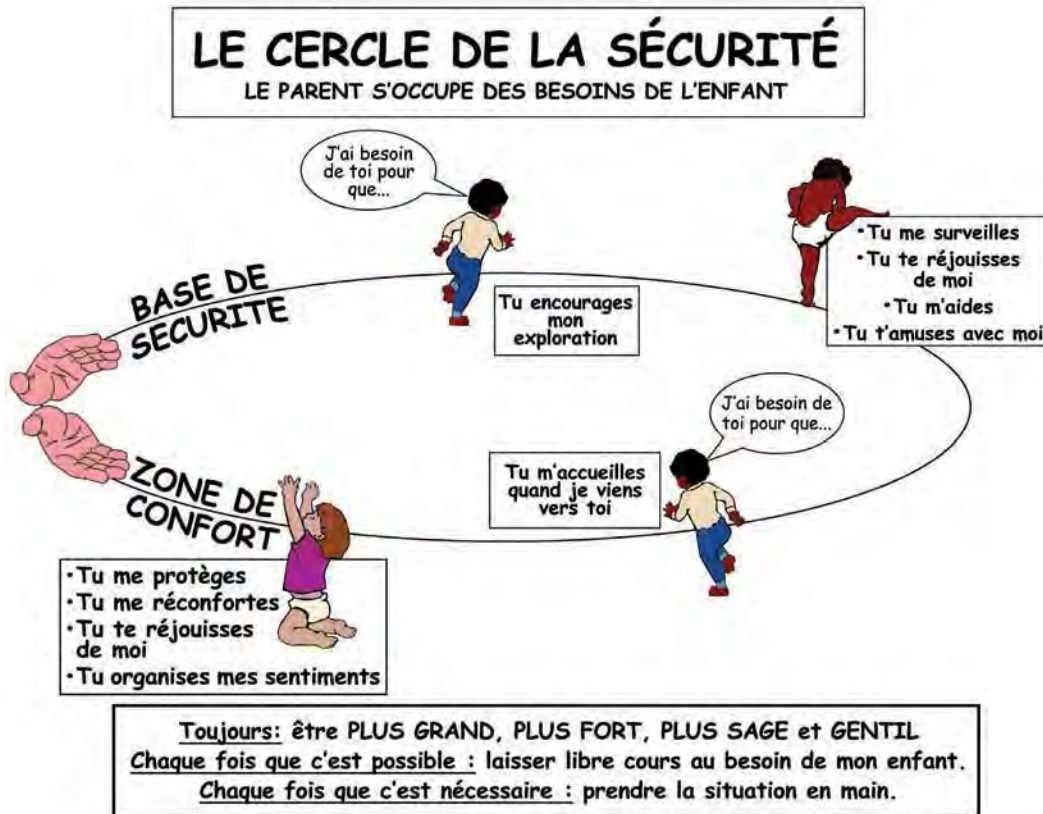 LE CERCLE DE LA SÉCURITÉ
LE PARENT S'OCCUPE DES BESOINS DE L'ENFANT
J'ai besoin
de toi pour
que...
BASE DE
SÉCURITÉ
Tu encourages
mon
exploration
•Tu me surveilles
•Tu te réjouisses
de moi
•Tu m'aides
•Tu t'amuses avec moi
J'ai besoin de
toi pour que...
Tu m'accueilles
quand je viens
vers toi
ZONE DE
CONFORT
•Tu me protèges
•Tu me réconfortes
•Tu te réjouisses
de moi
•Tu organises mes sentiments
Toujours: être PLUS GRAND, PLUS FORT, PLUS SAGE et GENTIL
Chaque fois que c'est possible : laisser libre cours au besoin de mon enfant.
Chaque fois que c'est nécessaire : prendre la situation en main.